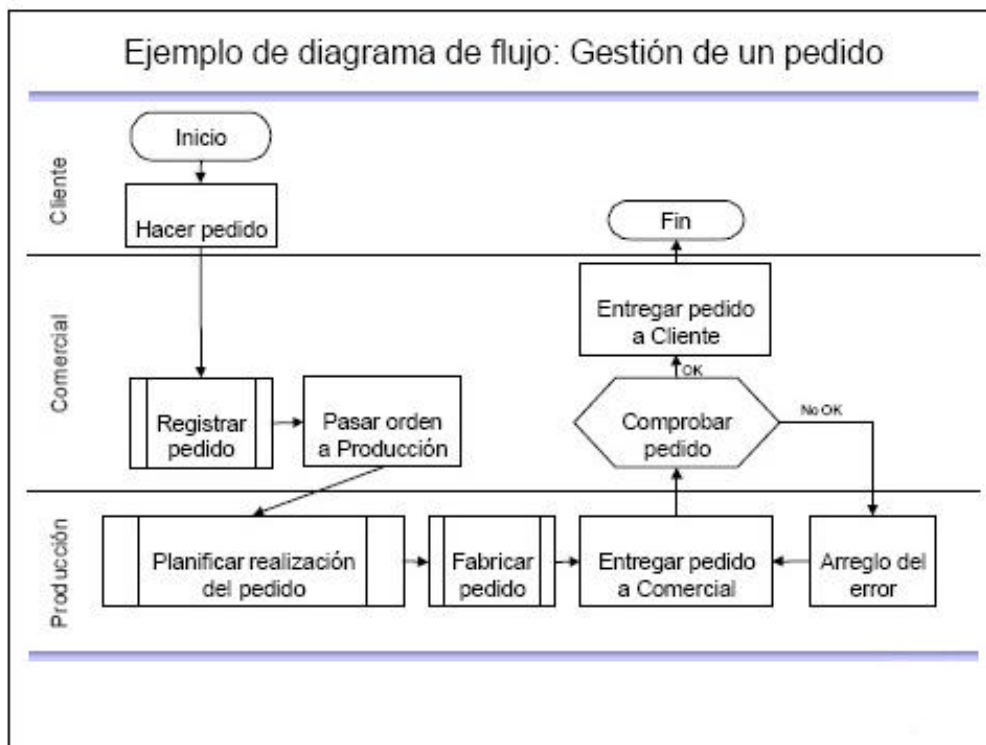 Ejemplo de diagrama de flujo: Gestión de un pedido
Cliente
Inicio
Hacer pedido
Fin
Comercial
Entregar pedido
a Cliente
OK
Registrar
pedido
Pasar orden
a Producción
Comprobar
pedido
No OK
Producción
Planificar realización
del pedido
Fabricar
pedido
Entregar pedido
a Comercial
Arreglo del
error